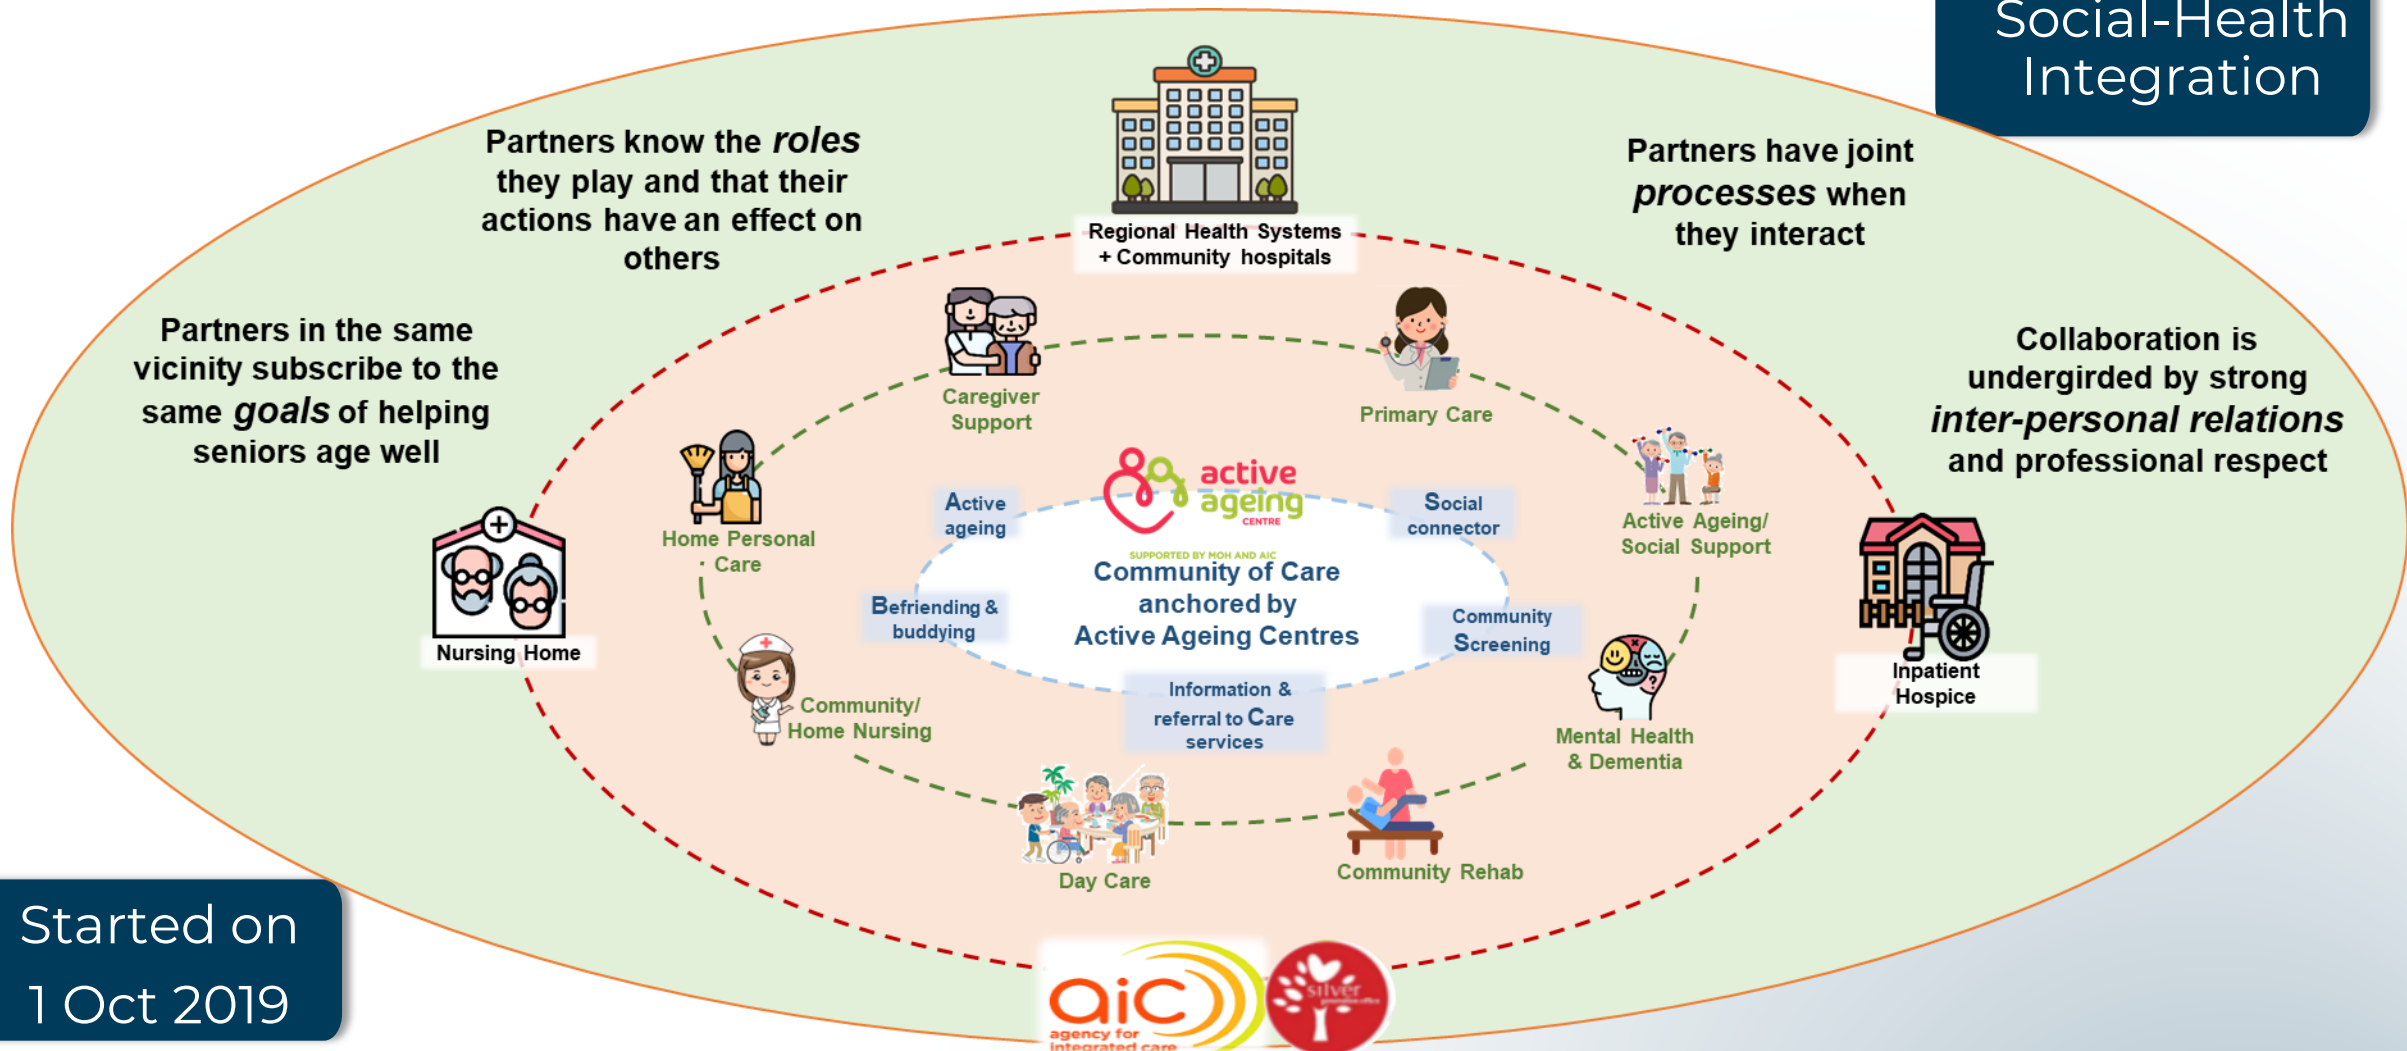 Social-Health
Integration
Partners know the roles
they play and that their
actions have an effect on
others
Partners have joint
processes when
they interact
Partners in the same
vicinity subscribe to the
same goals of helping
seniors age well
Collaboration is
undergirded by strong
inter-personal relations
and professional respect
Regional Health Systems
+ Community hospitals
Caregiver
Support
Primary Care
Home Personal
Care
Active Ageing/
Social Support
active
ageing
CENTRE
SUPPORTED BY MOH AND AIC
Community of Care
anchored by
Active Ageing Centres
Active
ageing
Social
connector
Befriending &
buddying
Community
Screening
Information &
referral to Care
services
Nursing Home
Inpatient
Hospice
Community/
Home Nursing
Mental Health
& Dementia
Day Care
Community Rehab
Started on
1 Oct 2019
aic
agency for
integrated care
silver
generation office